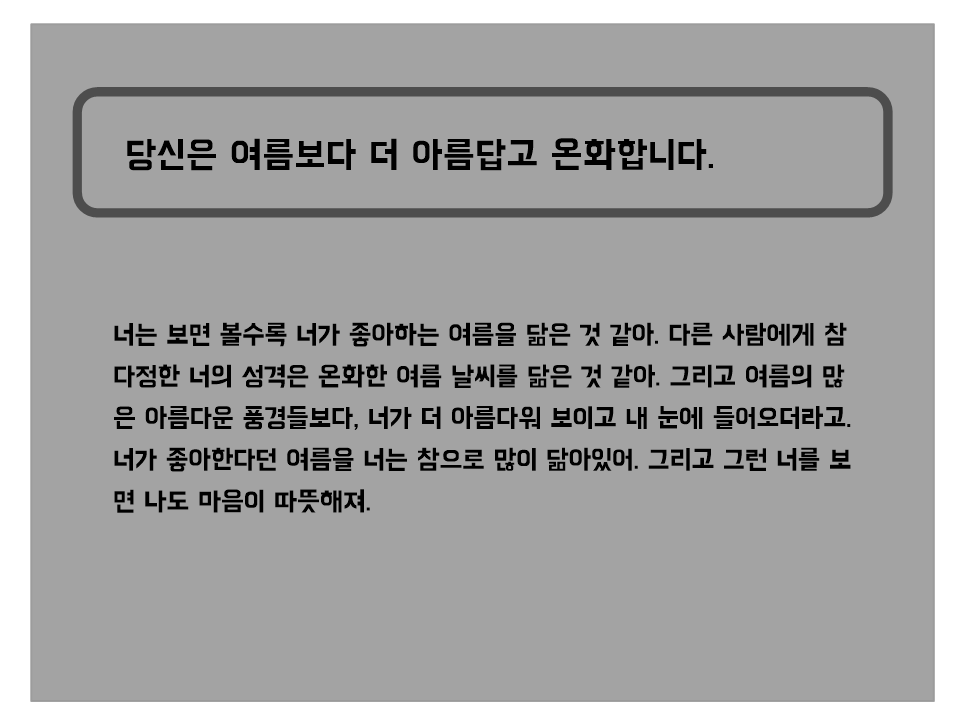 당신은 여름보다 더 아름답고 온화합니다.
너는 보면 볼수록 너가 좋아하는 여름을 닮은 것 같아. 다른 사람에게 참
다정한 너의 성격은 온화한 여름 날씨를 닮은 것 같아. 그리고 여름의 많
은 아름다운 풍경들보다, 너가 더 아름다워 보이고 내 눈에 들어오더라고.
너가 좋아한다던 여름을 너는 참으로 많이 닮아있어. 그리고 그런 너를 보
면 나도 마음이 따뜻해져.